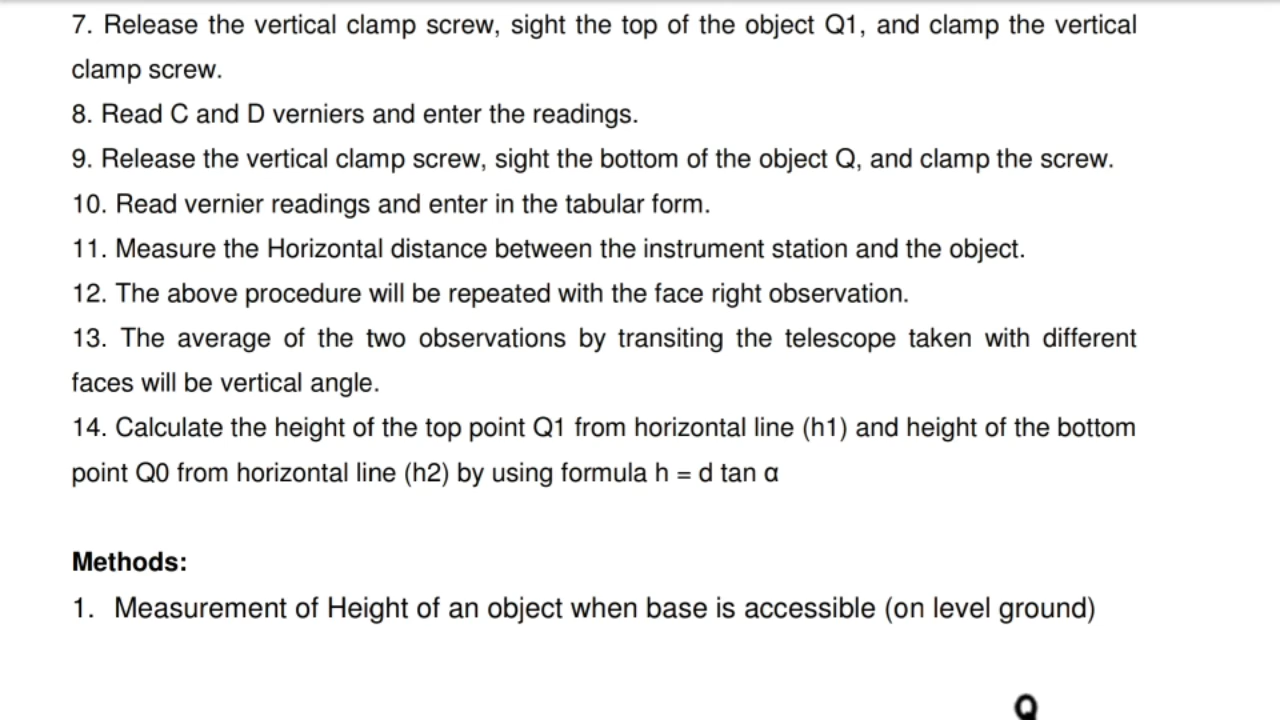 7. Release the vertical clamp screw, sight the top of the object Q1, and clamp the vertical
clamp screw.
8. Read C and D verniers and enter the readings.
9. Release the vertical clamp screw, sight the bottom of the object Q, and clamp the screw.
10. Read vernier readings and enter in the tabular form.
11. Measure the Horizontal distance between the instrument station and the object.
12. The above procedure will be repeated with the face right observation.
13. The average of the two observations by transiting the telescope taken with different
faces will be vertical angle.
14. Calculate the height of the top point Q1 from horizontal line (h1) and height of the bottom
point Q0 from horizontal line (h2) by using formula h = d tan α
Methods:
1. Measurement of Height of an object when base is accessible (on level ground)
Q